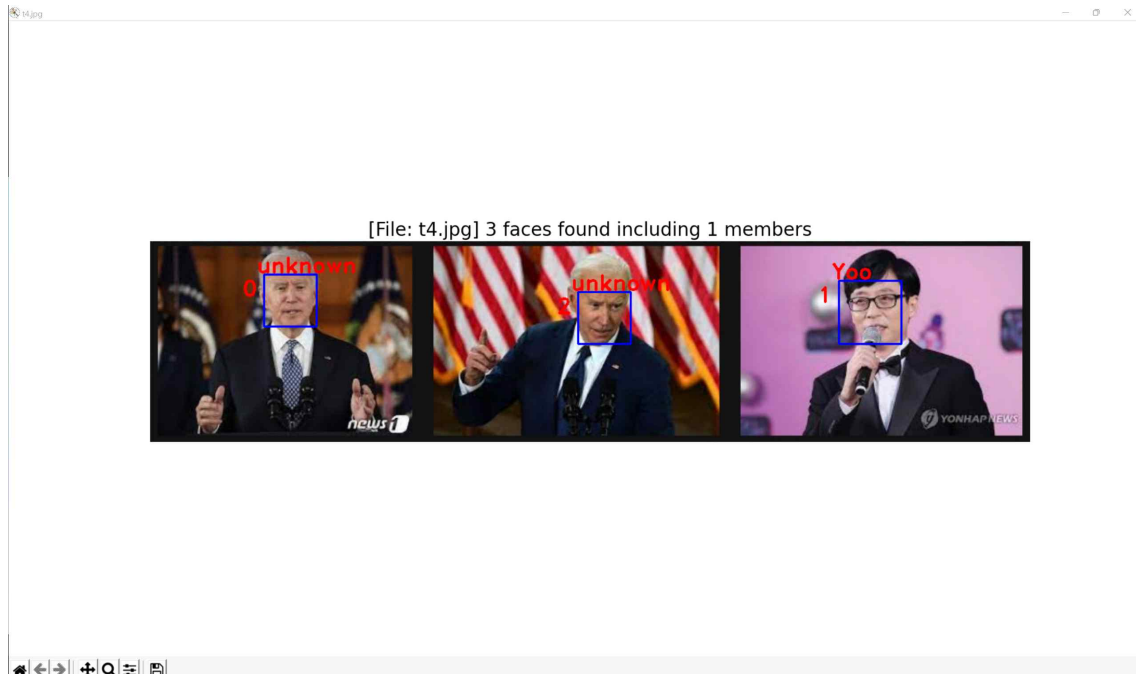 t4.jpg
[File: t4.jpg] 3 faces found including 1 members
unknown
0
unknown
2
Yoo
1
news1
YONHAP NEWS